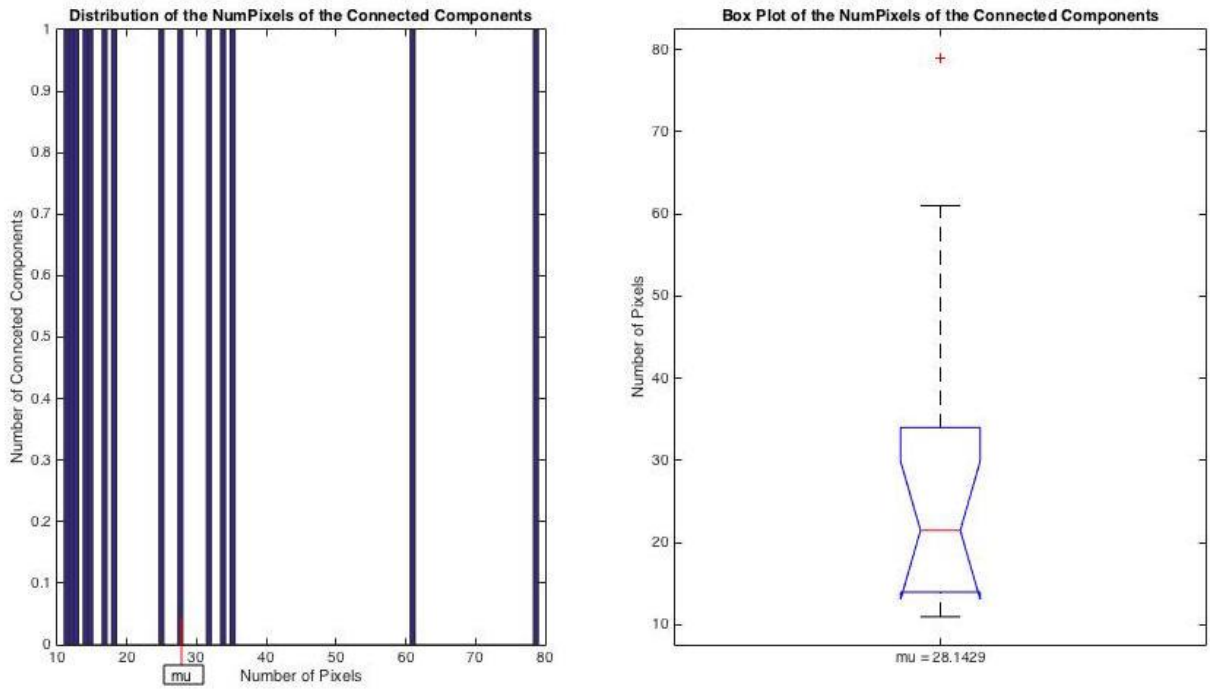 Distribution of the NumPixels of the Connected Components
1
0.9
0.8
0.7
0.6
0.5
0.4
0.3
0.2
0.1
0
Number of Connceted Components
10 20 30 40 50 60 70 80
mu
Number of Pixels
Box Plot of the NumPixels of the Connected Components
80
70
60
50
40
30
20
10
Number of Pixels
mu = 28.1429